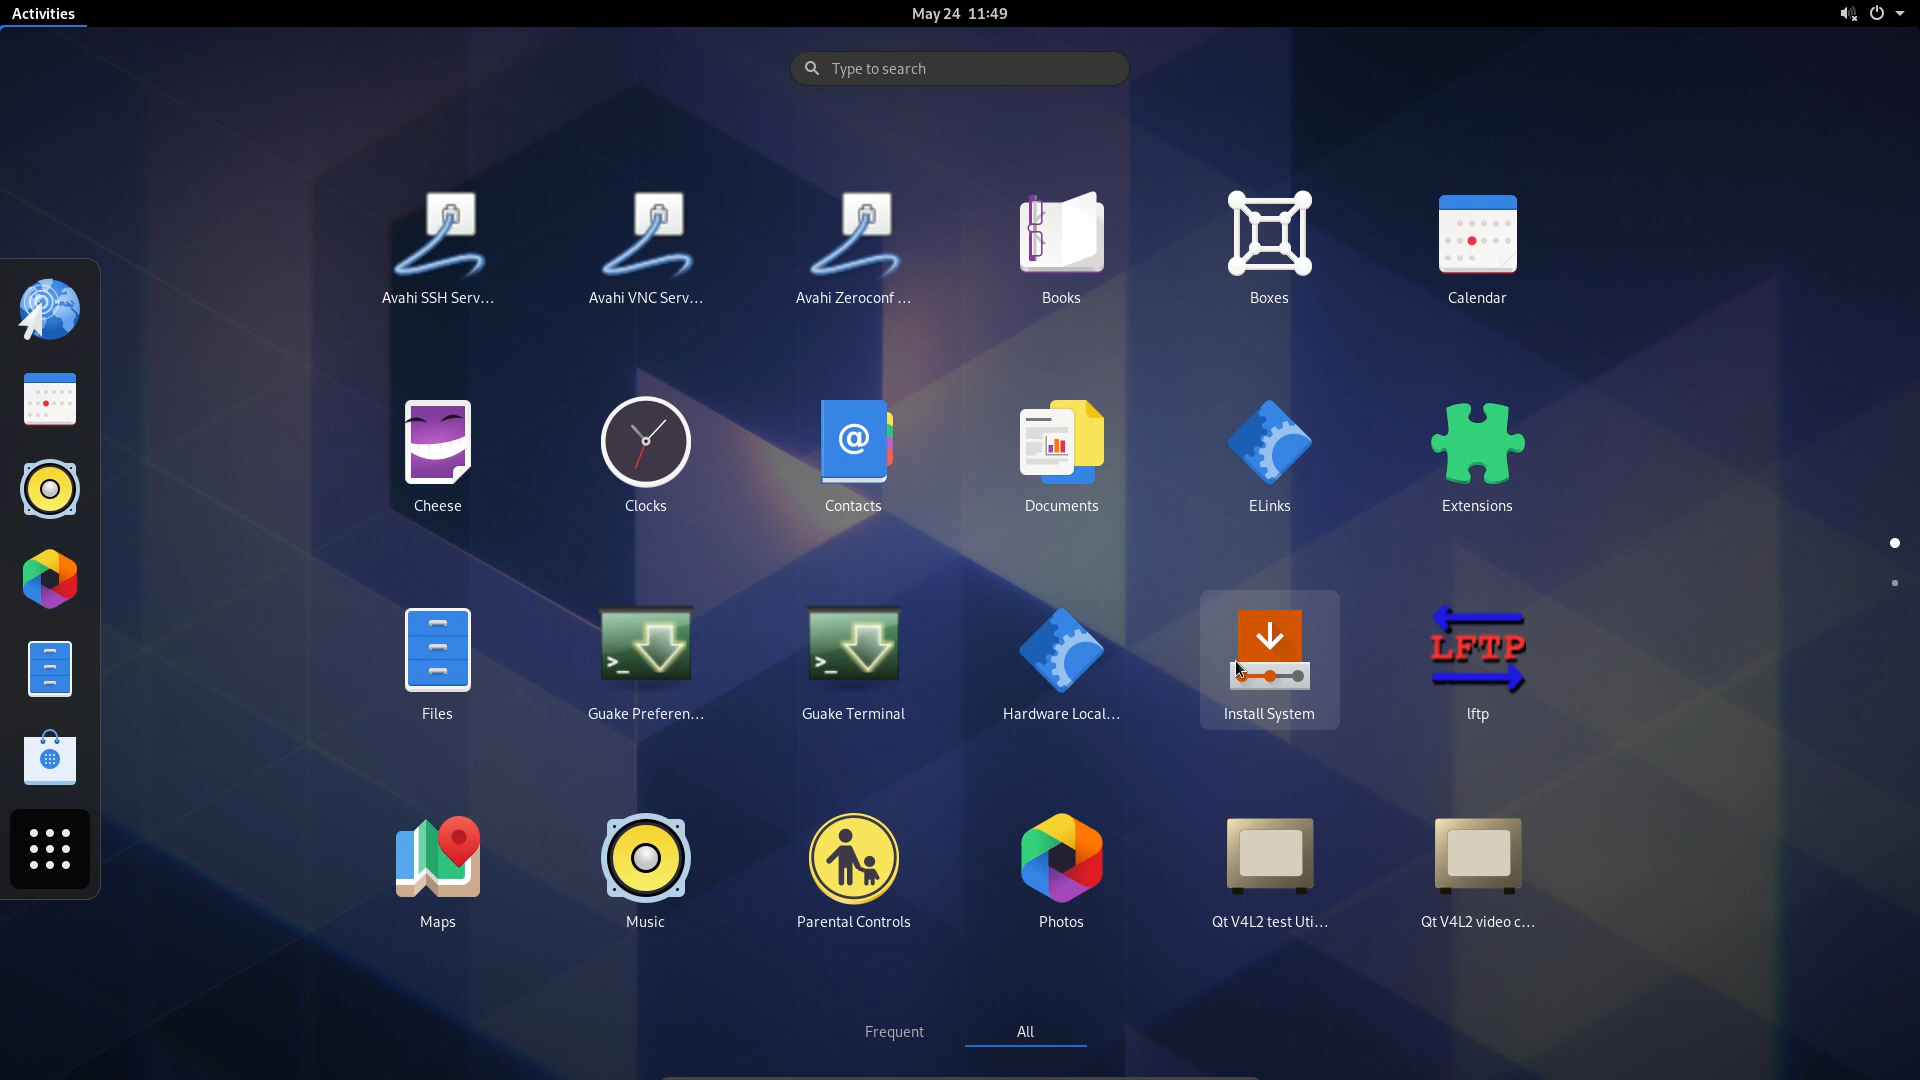 Activities
May 24 11:49
Type to search
Avahi SSH Serv...
Avahi VNC Serv...
Avahi Zeroconf ...
Books
Boxes
Calendar
@
Cheese
Clocks
Contacts
Documents
ELinks
Extensions
>_
>_
LFTP
Files
Guake Preferen...
Guake Terminal
Hardware Local...
Install System
lftp
Maps
Music
Parental Controls
Photos
Qt V4L2 test Uti...
Qt V4L2 video c...
Frequent
All